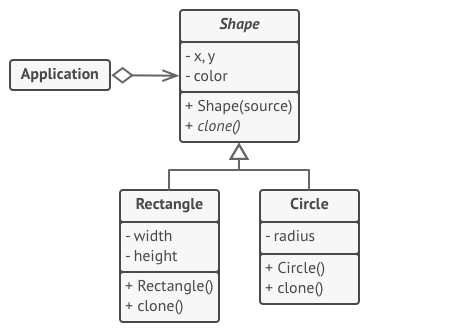 Shape
- x, y
- color
+ Shape(source)
+ clone()
Application
Rectangle
- width
- height
+ Rectangle()
+ clone()
Circle
- radius
+ Circle()
+ clone()